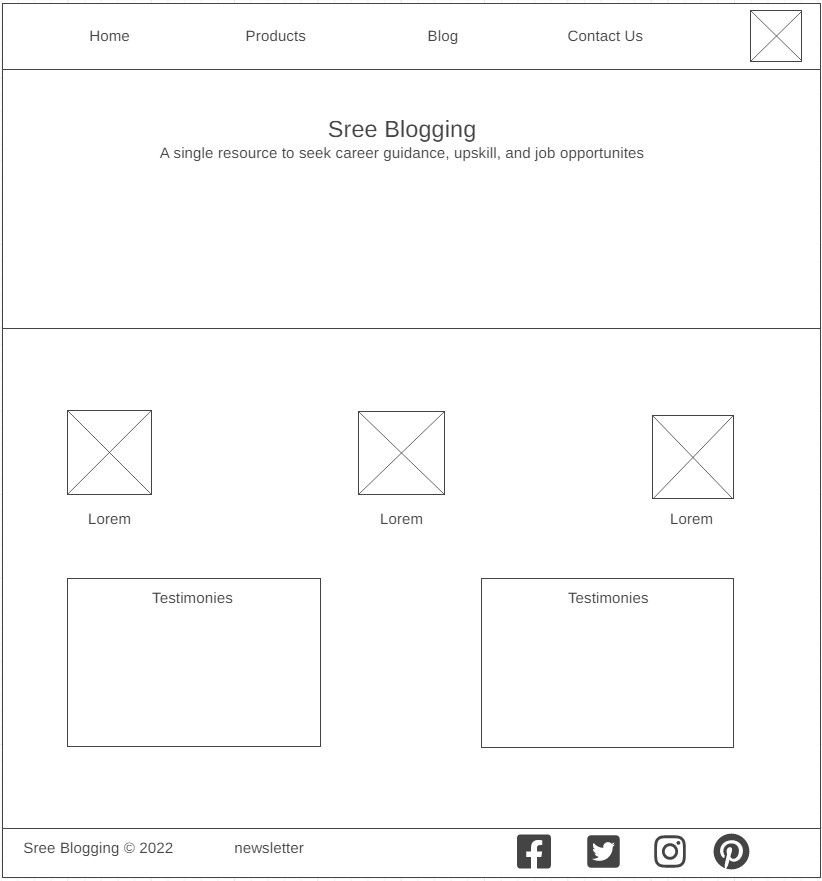 Home Products Blog Contact Us
Sree Blogging
A single resource to seek career guidance, upskill, and job opportunites
Lorem Lorem Lorem
Testimonies Testimonies
Sree Blogging © 2022 newsletter